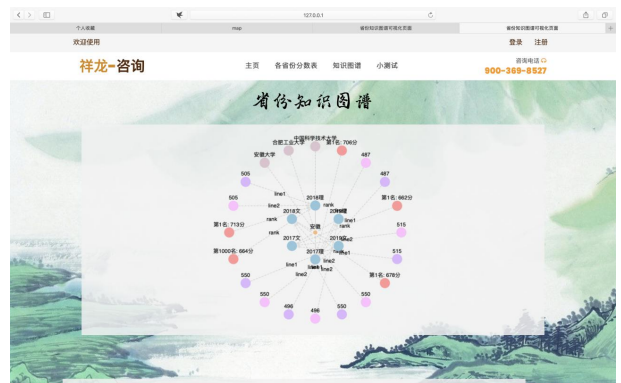 127.0.0.1
个人收藏
map
省份知识图谱可视化页面
省份知识图谱可视化页面
欢迎使用
登录 注册
祥龙-咨询
主页 各省份分数表 知识图谱 小测试
咨询电话
900-369-8527
省份知识图谱
中国科学技术大学
合肥工业大学
第1名: 706分
安徽大学
487
505
487
505
line1
line2
2018理
rank
第1名: 662分
2018文
line1
第1名: 713分
rank
rank
515
安徽
rank
2017文
line2
第1000名: 664分
2017理
line1
515
line1
line2
550
line2
line2
第1名: 678分
550
550
496
496
550